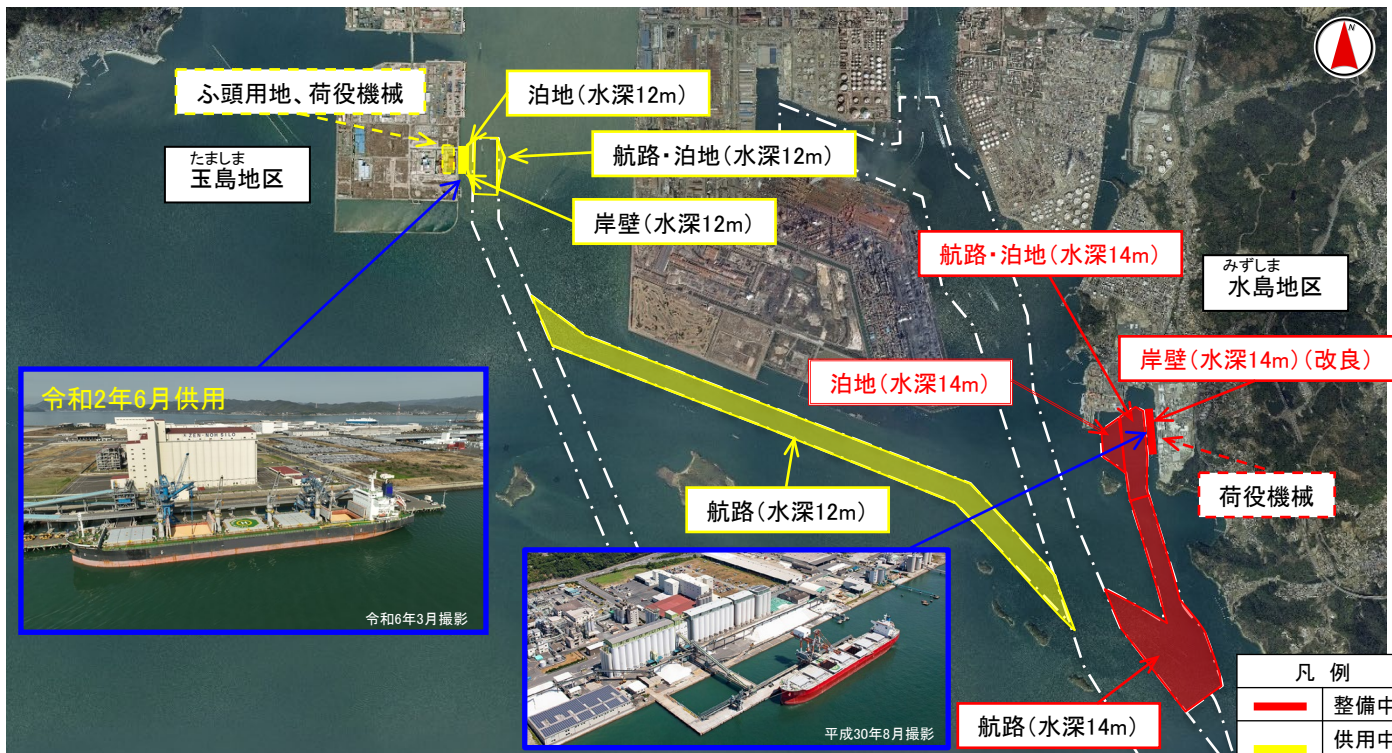 N
ふ頭用地、荷役機械
泊地(水深12m)
航路・泊地(水深12m)
たましま
玉島地区
岸壁(水深12m)
航路・泊地(水深14m)
みずしま
水島地区
岸壁(水深14m)(改良)
泊地(水深14m)
荷役機械
令和2年6月供用
ZEN-NOH SILO
令和6年3月撮影
航路(水深12m)
平成30年8月撮影
航路(水深14m)
凡 例
整備中
供用中